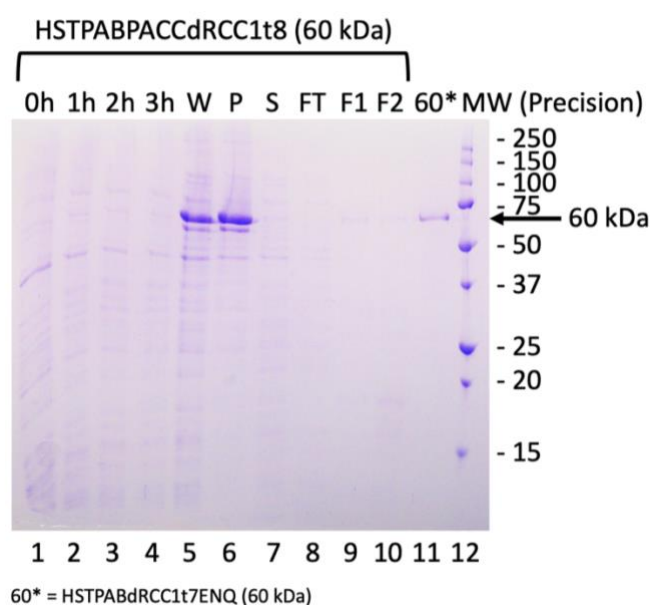 HSTPABPACCdRCC1t8 (60 kDa)
0h 1h 2h 3h W P S FT F1 F2 60* MW (Precision)
- 250
- 150
- 100
- 75
60 kDa
- 50
- 37
- 25
- 20
- 15
1 2 3 4 5 6 7 8 9 10 11 12
60* = HSTPABdRCC1t7ENQ (60 kDa)